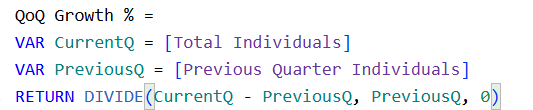 QoQ Growth % =
VAR CurrentQ = [Total Individuals]
VAR PreviousQ = [Previous Quarter Individuals]
RETURN DIVIDE(CurrentQ - PreviousQ, PreviousQ, 0)